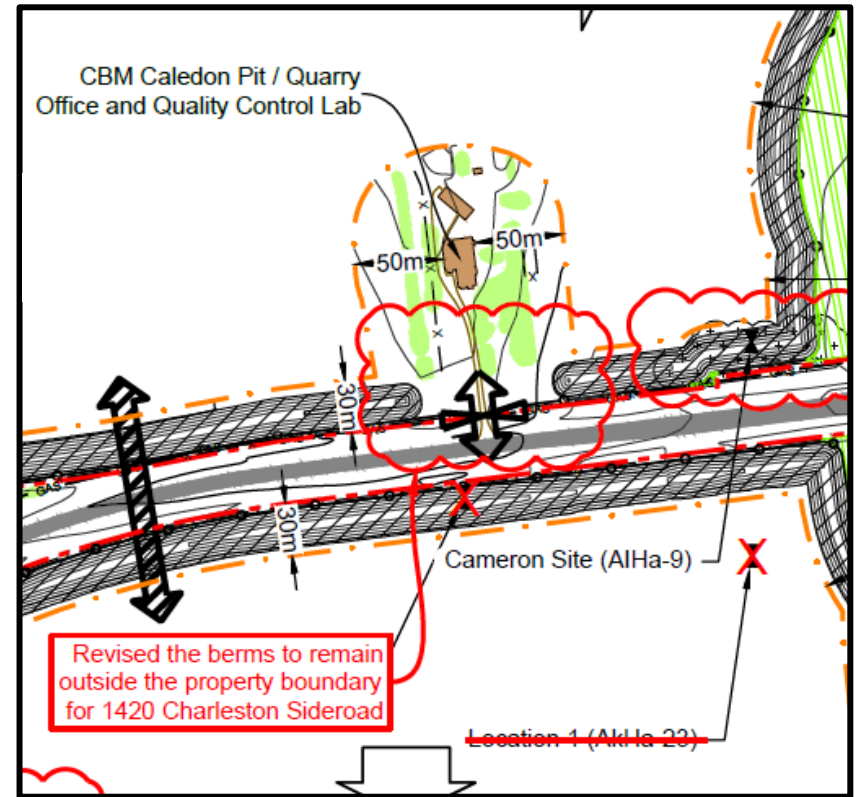 CBM Caledon Pit / Quarry
Office and Quality Control Lab
50m
50m
30m
GAS
30m
Cameron Site (AlHa-9)
Revised the berms to remain
outside the property boundary
for 1420 Charleston Sideroad
Location 1 (AkHa-23)